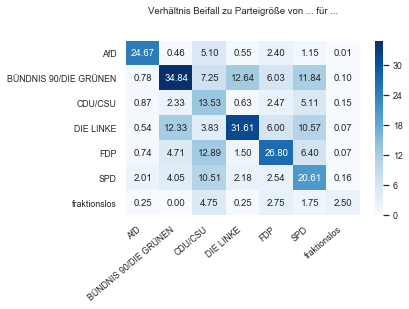 Verhältnis Beifall zu Parteigröße von ... für ...
AfD 24.67 0.46 5.10 0.55 2.40 1.15 0.01
BÜNDNIS 90/DIE GRÜNEN 0.78 34.84 7.25 12.64 6.03 11.84 0.10
CDU/CSU 0.87 2.33 13.53 0.63 2.47 5.11 0.15
DIE LINKE 0.54 12.33 3.83 31.61 6.00 10.57 0.07
FDP 0.74 4.71 12.89 1.50 26.80 6.40 0.07
SPD 2.01 4.05 10.51 2.18 2.54 20.61 0.16
fraktionslos 0.25 0.00 4.75 0.25 2.75 1.75 2.50
AfD
BÜNDNIS 90/DIE GRÜNEN
CDU/CSU
DIE LINKE
FDP
SPD
fraktionslos
30
24
18
12
6
0